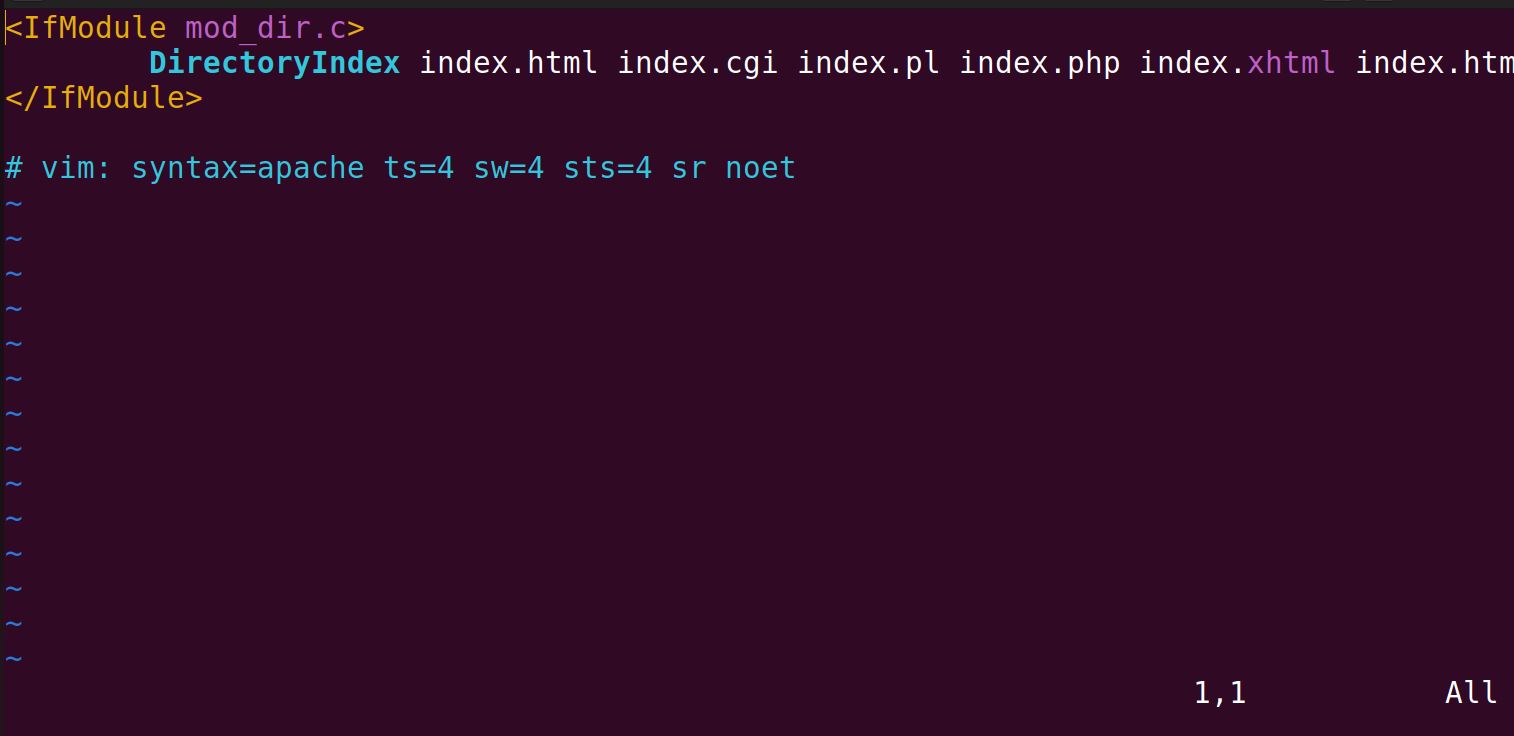 <IfModule mod_dir.c>
        DirectoryIndex index.html index.cgi index.pl index.php index.xhtml index.htm
</IfModule>

# vim: syntax=apache ts=4 sw=4 sts=4 sr noet
~
~
~
~
~
~
~
~
~
~
~
~
~
~
1,1 All